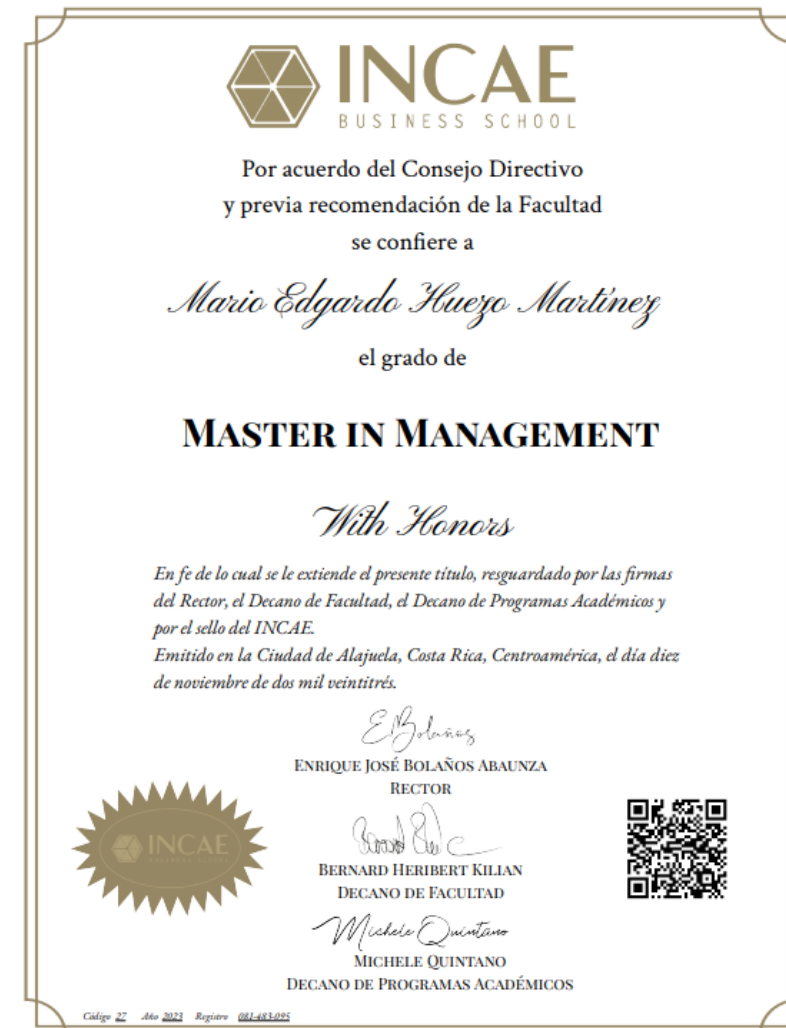 INCAE
BUSINESS SCHOOL
Por acuerdo del Consejo Directivo
y previa recomendación de la Facultad
se confiere a
Mario Edgardo Huezo Martínez
el grado de
MASTER IN MANAGEMENT
With Honors
En fe de lo cual se le extiende el presente título, resguardado por las firmas
del Rector, el Decano de Facultad, el Decano de Programas Académicos y
por el sello del INCAE.
Emitido en la Ciudad de Alajuela, Costa Rica, Centroamérica, el día diez
de noviembre de dos mil veintitrés.
EBolaños
ENRIQUE JOSÉ BOLAÑOS ABAUNZA
RECTOR
BERNARD HERIBERT KILIAN
DECANO DE FACULTAD
INCAE
Michele Quintano
MICHELE QUINTANO
DECANO DE PROGRAMAS ACADÉMICOS
Código 27 Año 2023 Registro 081-483-095